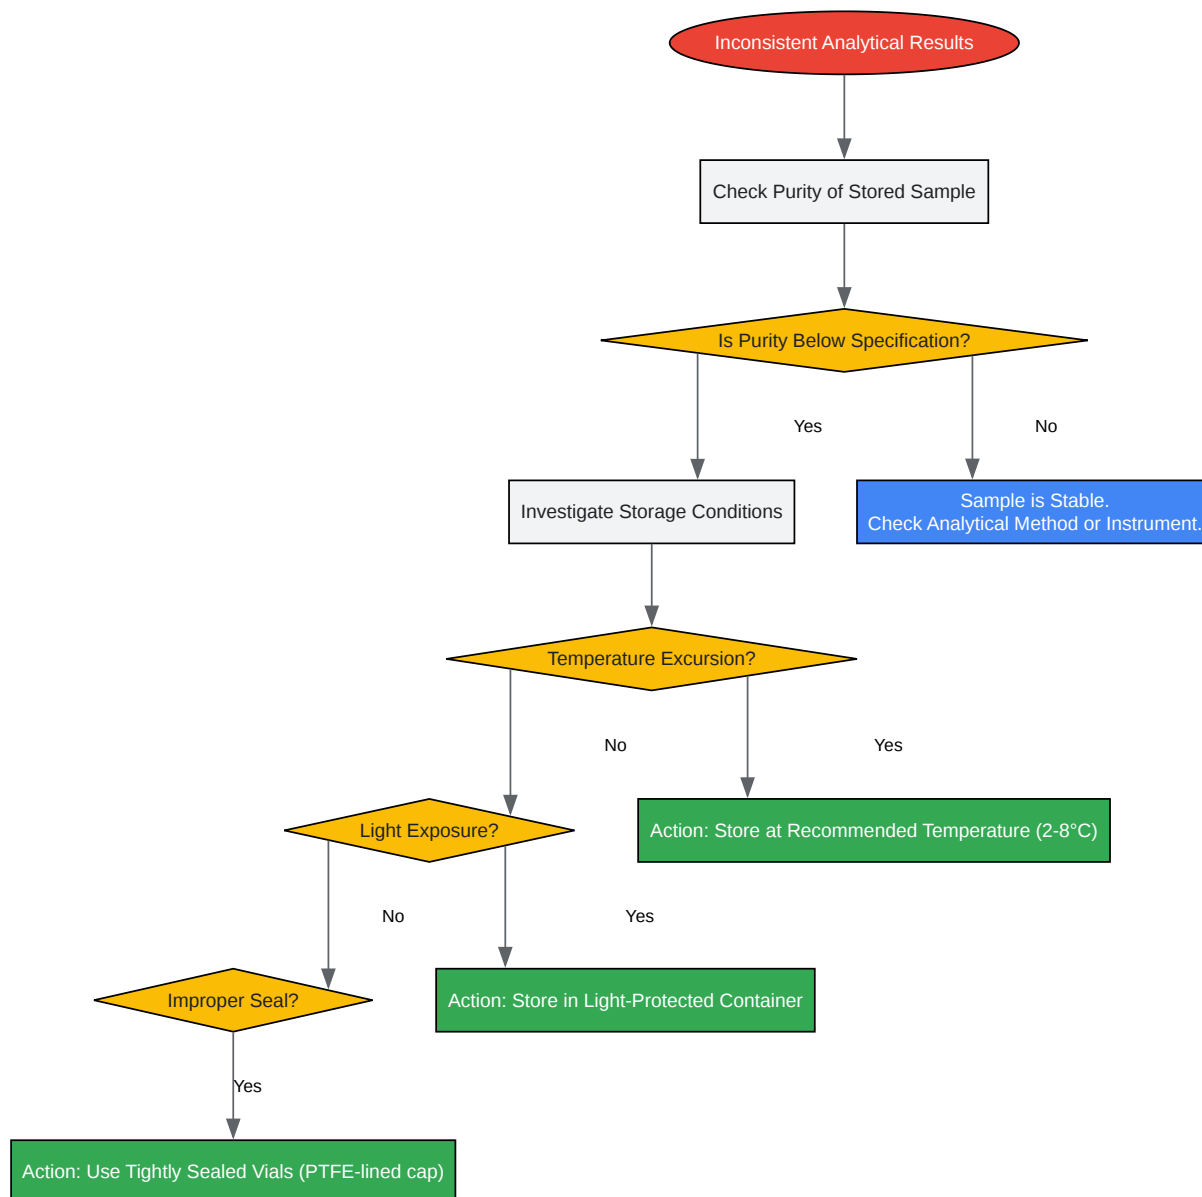 Inconsistent Analytical Results
Check Purity of Stored Sample
Is Purity Below Specification?
Yes
No
Investigate Storage Conditions
Sample is Stable.
Check Analytical Method or Instrument.
Temperature Excursion?
No
Yes
Light Exposure?
Action: Store at Recommended Temperature (2-8°C)
No
Yes
Improper Seal?
Action: Store in Light-Protected Container
Yes
Action: Use Tightly Sealed Vials (PTFE-lined cap)